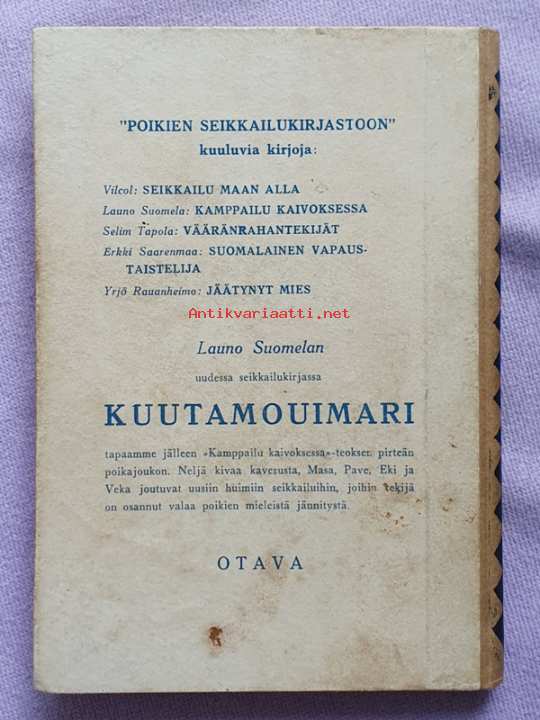 "POIKIEN SEIKKAILUKIRJASTOON"
kuuluvia kirjoja:
Vilcol: SEIKKAILU MAAN ALLA
Launo Suomela: KAMPPAILU KAIVOKSESSA
Selim Tapola: VÄÄRÄNRAHANTEKIJÄT
Erkki Saarenmaa: SUOMALAINEN VAPAUS-
TAISTELIJA
Yrjö Rauanheimo: JÄÄTYNYT MIES
Antikvariaatti.net
Launo Suomelan
uudessa seikkailukirjassa
KUUTAMOUIMARI
tapaamme jälleen »Kamppailu kaivoksessa»-teoksen pirteän
poikajoukon. Neljä kivaa kaverusta, Masa, Pave, Eki ja
Veka joutuvat uusiin huimiin seikkailuihin, joihin tekijä
on osannut valaa poikien mieleistä jännitystä.
OTAVA